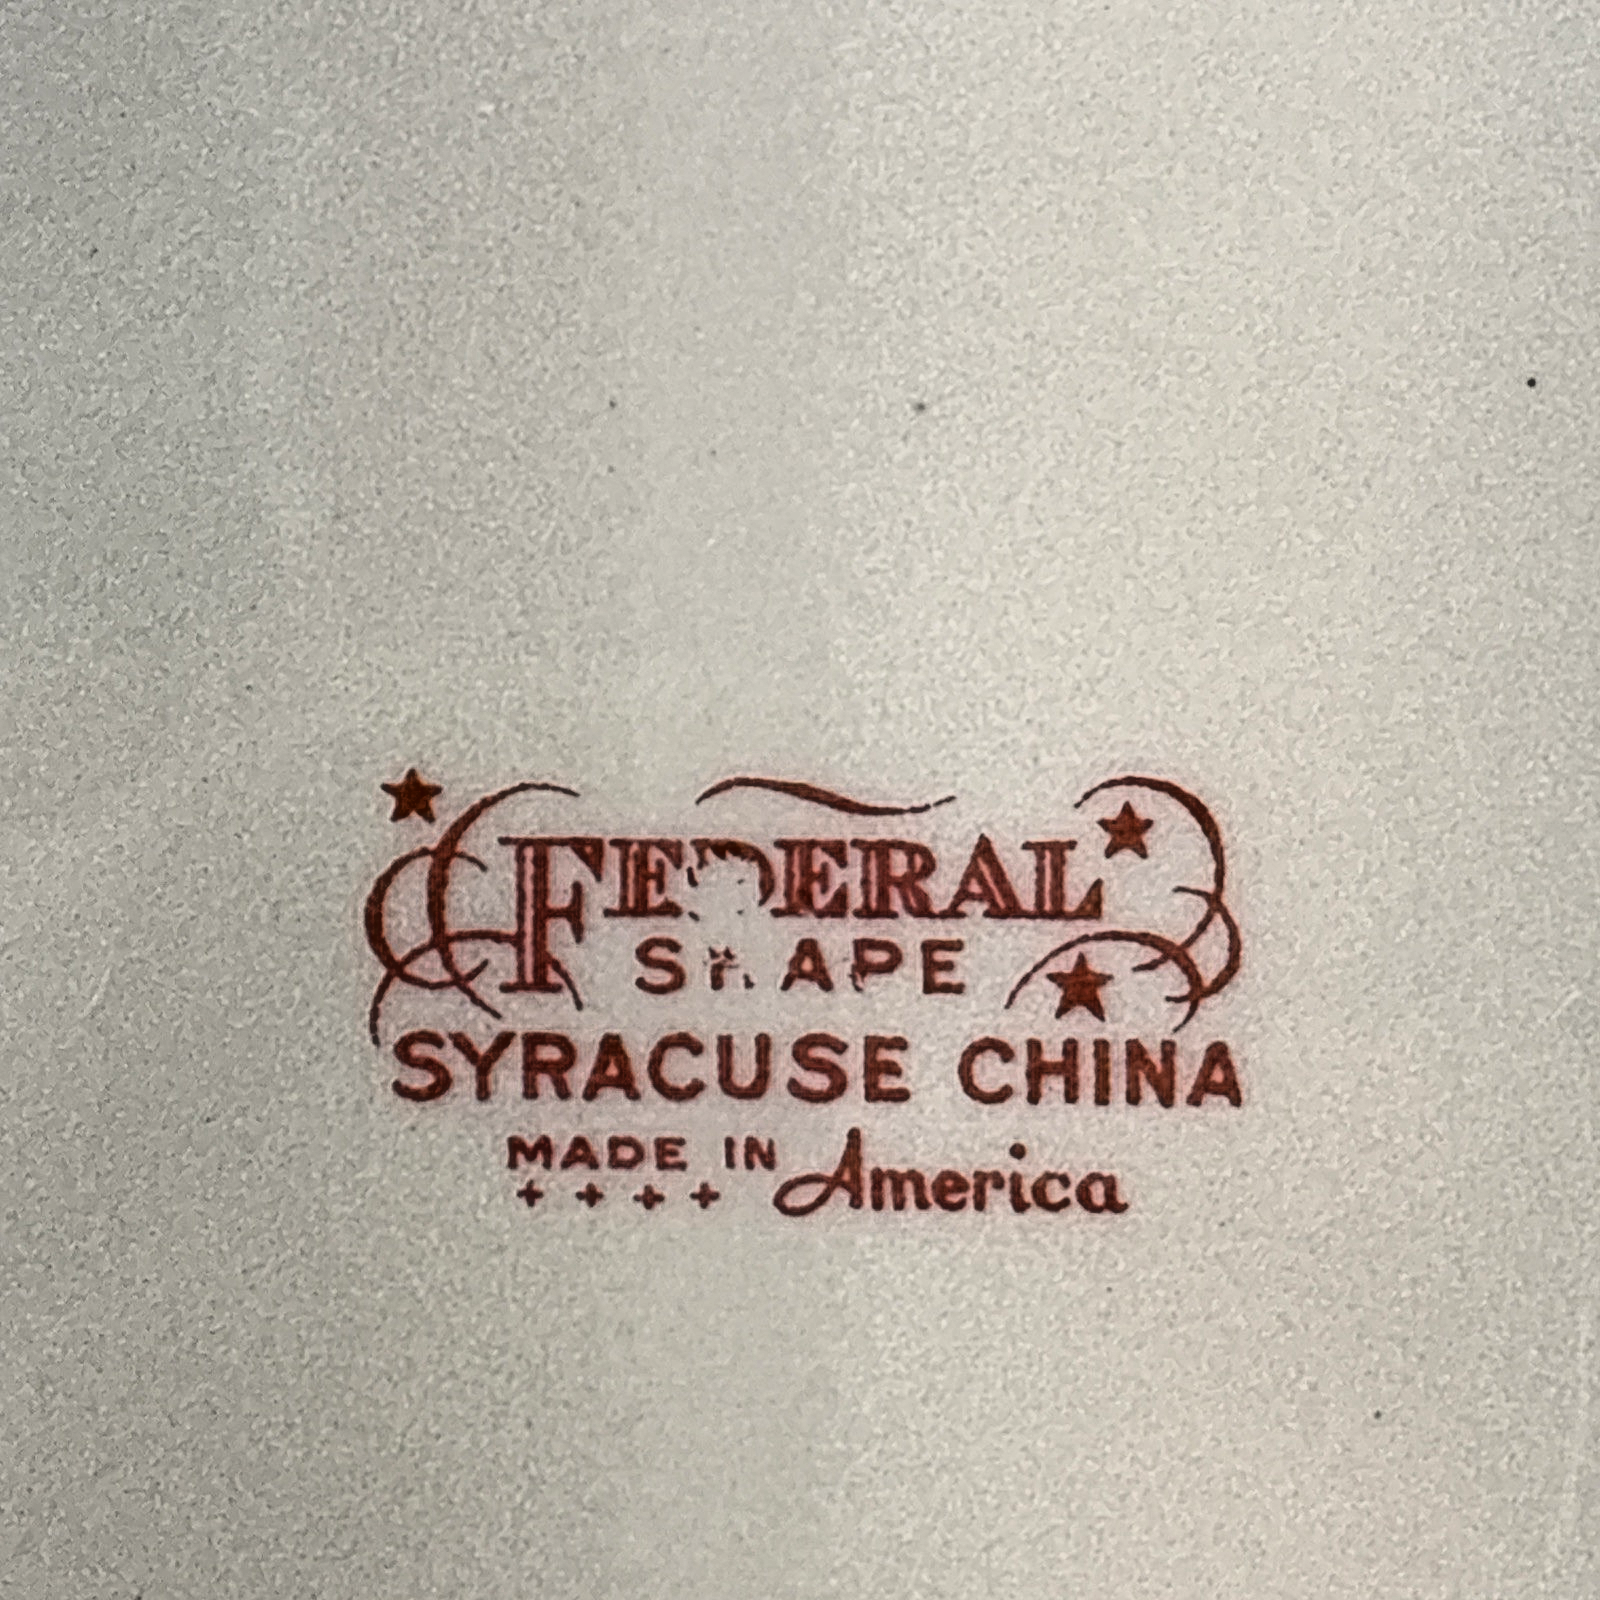 FEDERAL
SHAPE
SYRACUSE CHINA
MADE IN America